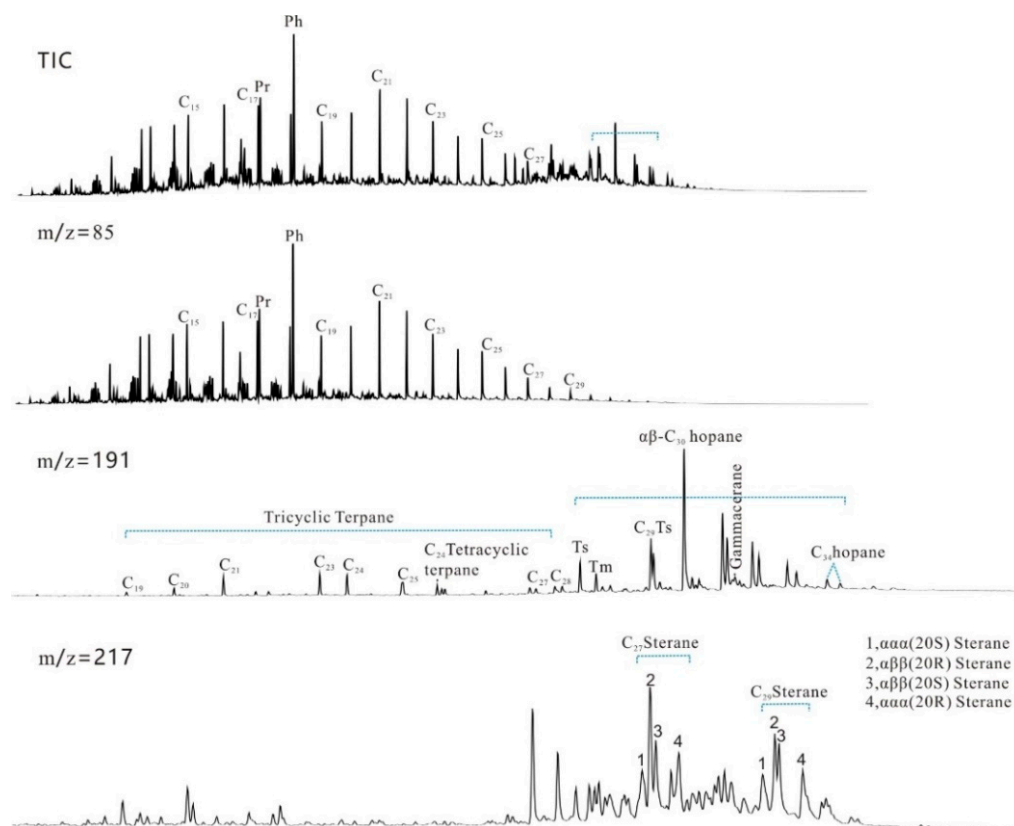 TIC
Ph
C₁₅
C₁₇
Pr
C₁₉
C₂₁
C₂₃
C₂₅
C₂₇
m/z=85
Ph
C₁₅
C₁₇
Pr
C₁₉
C₂₁
C₂₃
C₂₅
C₂₇
C₂₉
m/z=191
αβ-C₃₀ hopane
Tricyclic Terpane
C₁₉
C₂₀
C₂₁
C₂₃
C₂₄
C₂₅
C₂₄Tetracyclic
terpane
C₂₇
C₂₈
Ts
Tm
C₂₉Ts
Gammacerane
C₃₄hopane
m/z=217
C₂₇Sterane
1
2
3
4
C₂₉Sterane
1
2
3
4
1,ααα(20S) Sterane
2,αββ(20R) Sterane
3,αββ(20S) Sterane
4,ααα(20R) Sterane